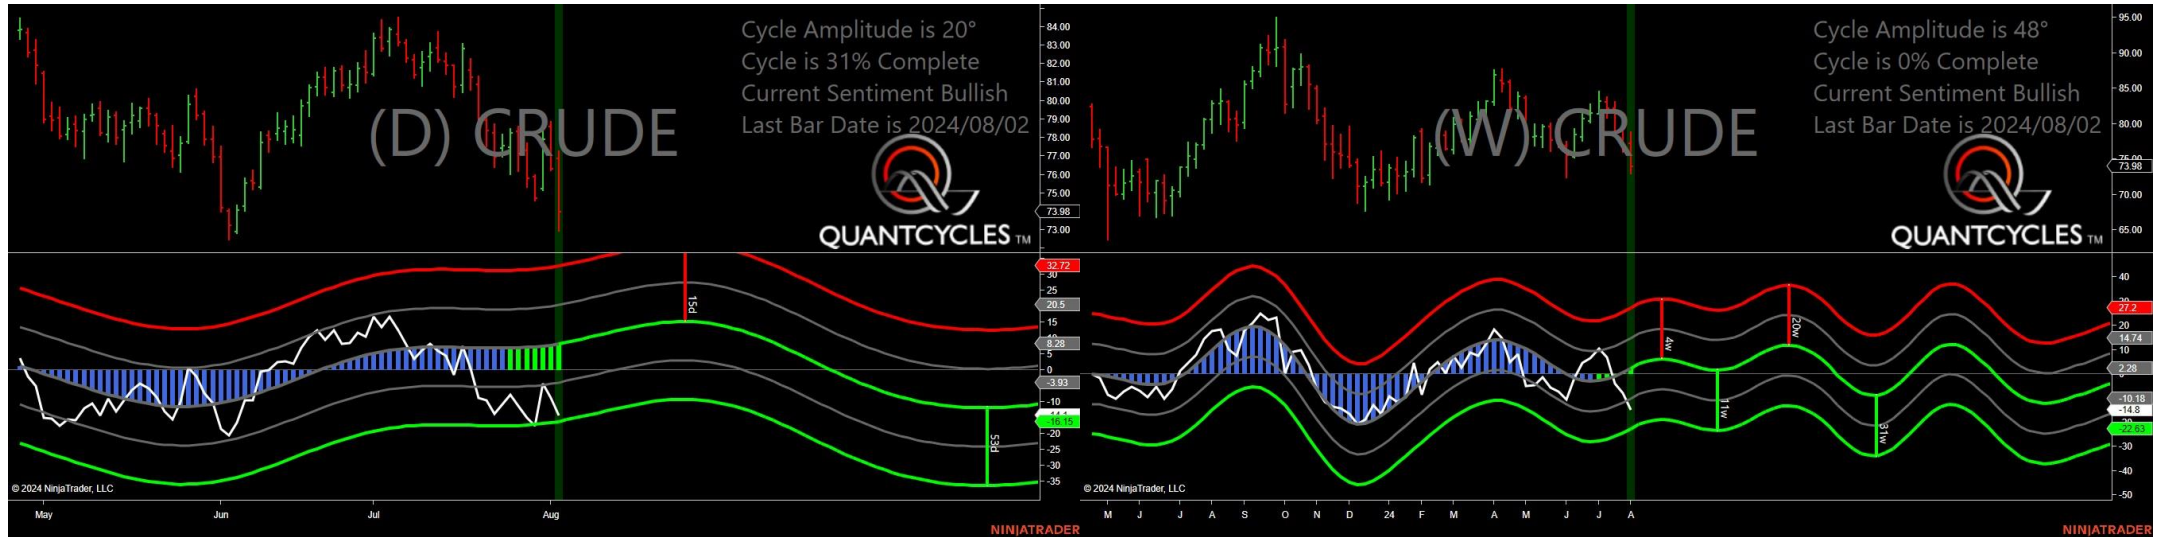 Cycle Amplitude is 20°
Cycle is 31% Complete
Current Sentiment Bullish
Last Bar Date is 2024/08/02
(D) CRUDE
QUANTCYCLES TM
84.00
83.00
82.00
81.00
80.00
79.00
78.00
77.00
76.00
75.00
73.98
73.00
32.72
30
25
20.5
15
8.28
5
0
-3.93
-10
-16.15
-20
-25
-30
-35
15d
53d
© 2024 NinjaTrader, LLC
May Jun Jul Aug
NINJATRADER
Cycle Amplitude is 48°
Cycle is 0% Complete
Current Sentiment Bullish
Last Bar Date is 2024/08/02
(W) CRUDE
QUANTCYCLES TM
95.00
90.00
85.00
80.00
75.00
73.98
70.00
65.00
40
27.2
20
14.74
10
2.28
-10.18
-14.8
-22.63
-30
-40
-50
4w
11w
20w
31w
© 2024 NinjaTrader, LLC
M J J A S O N D 24 F M A M J J A
NINJATRADER